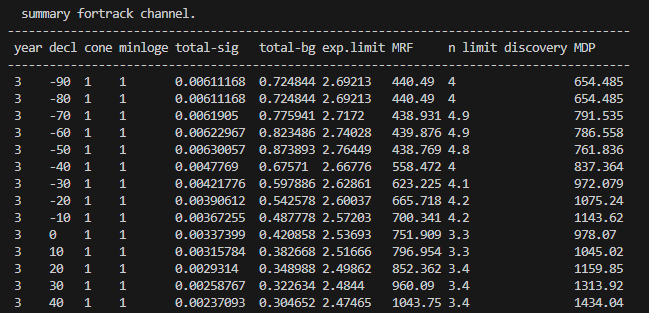 summary fortrack channel.
------------------------------------------------------------------------------
year decl cone minloge total-sig total-bg exp.limit MRF n limit discovery MDP
------------------------------------------------------------------------------
3 -90 1 1 0.00611168 0.724844 2.69213 440.49 4 654.485
3 -80 1 1 0.00611168 0.724844 2.69213 440.49 4 654.485
3 -70 1 1 0.0061905 0.775941 2.7172 438.931 4.9 791.535
3 -60 1 1 0.00622967 0.823486 2.74028 439.876 4.9 786.558
3 -50 1 1 0.00630057 0.873893 2.76449 438.769 4.8 761.836
3 -40 1 1 0.0047769 0.67571 2.66776 558.472 4 837.364
3 -30 1 1 0.00421776 0.597886 2.62861 623.225 4.1 972.079
3 -20 1 1 0.00390612 0.542578 2.60037 665.718 4.2 1075.24
3 -10 1 1 0.00367255 0.487778 2.57203 700.341 4.2 1143.62
3 0 1 1 0.00337399 0.420858 2.53693 751.909 3.3 978.07
3 10 1 1 0.00315784 0.382668 2.51666 796.954 3.3 1045.02
3 20 1 1 0.0029314 0.348988 2.49862 852.362 3.4 1159.85
3 30 1 1 0.00258767 0.322634 2.4844 960.09 3.4 1313.92
3 40 1 1 0.00237093 0.304652 2.47465 1043.75 3.4 1434.04